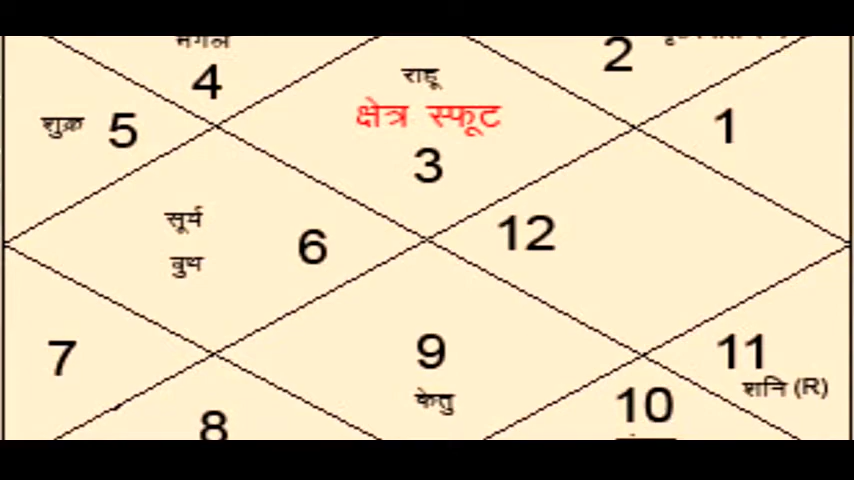 मंगल
2
4
राहू
शुक्र 5
क्षेत्र स्फूट
1
3
सूर्य
बुध
6
12
7
9
11
केतु
शनि (R)
10
8